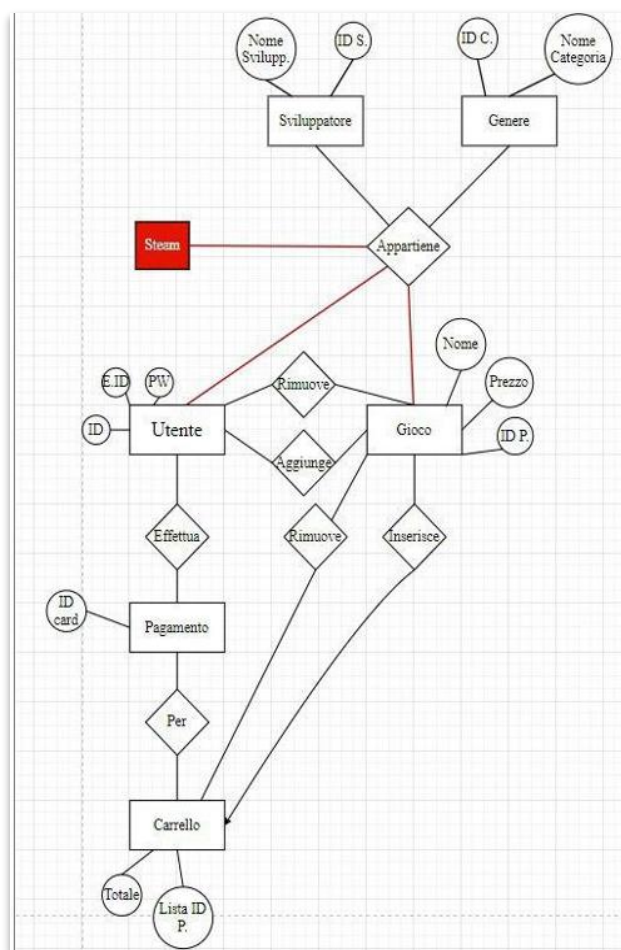 Nome
Svilupp.
ID S.
ID C.
Nome
Categoria
Sviluppatore
Genere
Steam
Appartiene
E.ID
PW
Rimuove
Nome
Prezzo
ID
Utente
Gioco
ID P.
Aggiunge
Effettua
Rimuove
Inserisce
ID
card
Pagamento
Per
Carrello
Totale
Lista ID
P.